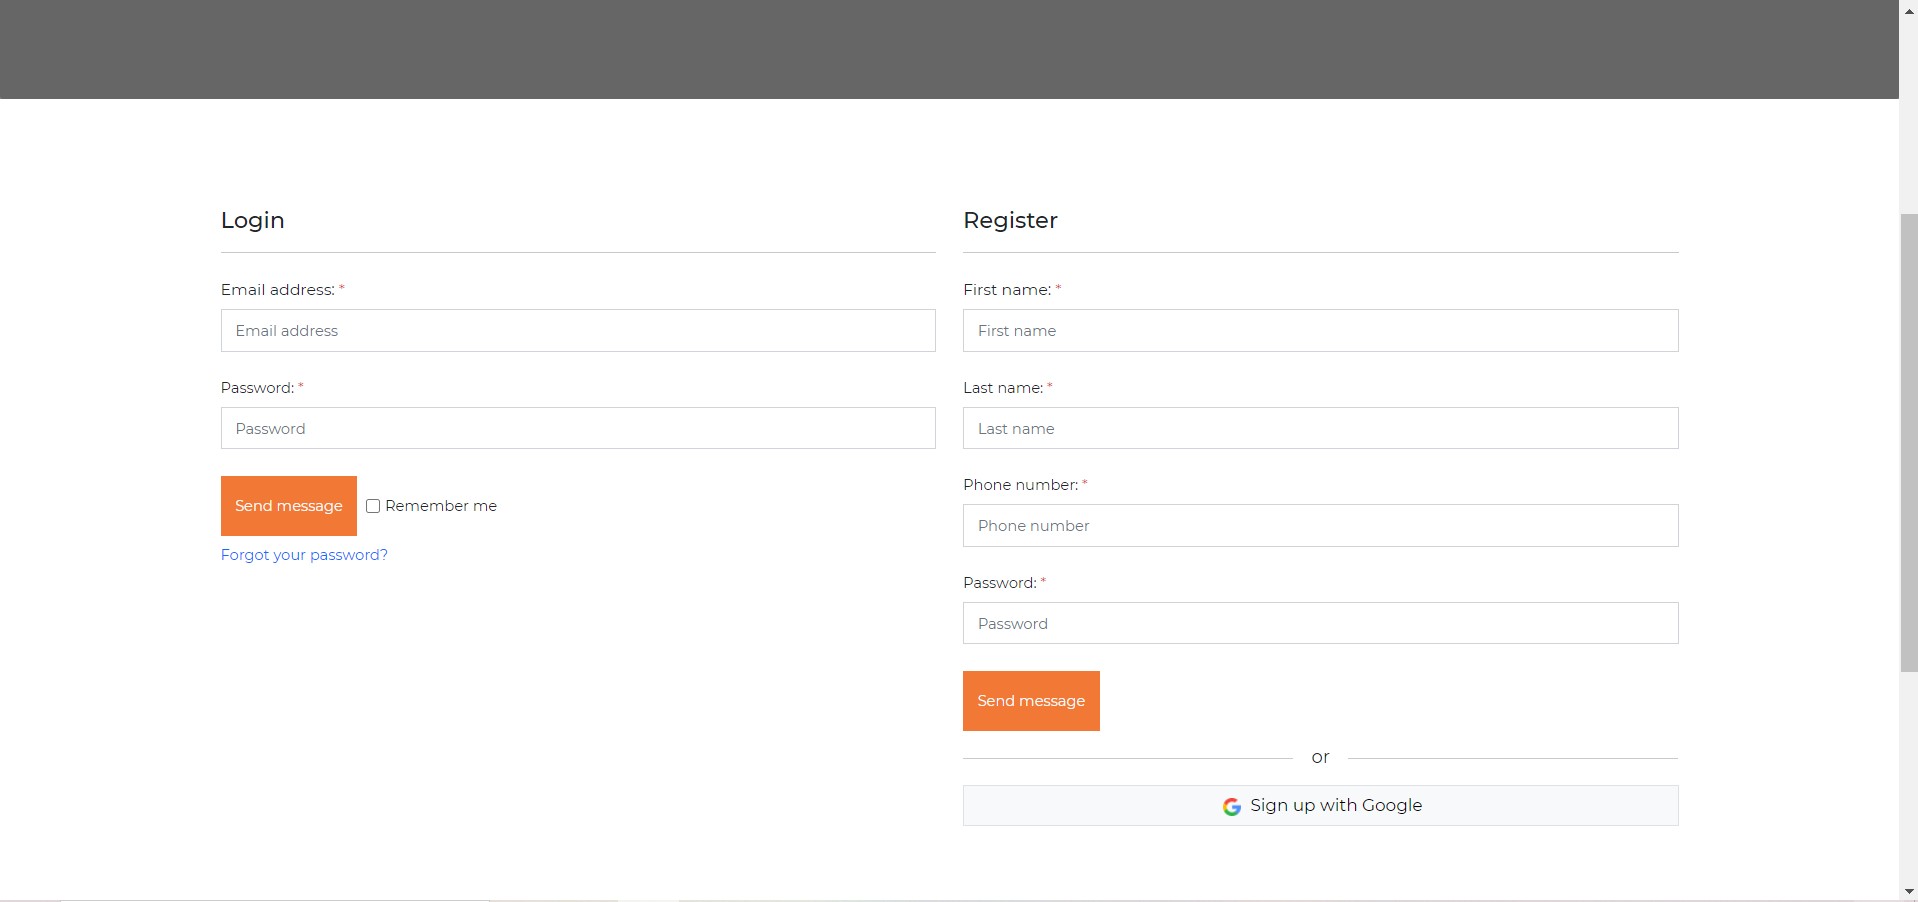 Login
Email address: *
Email address
Password: *
Password
Send message
Remember me
Forgot your password?
Register
First name: *
First name
Last name: *
Last name
Phone number: *
Phone number
Password: *
Password
Send message
or
Sign up with Google